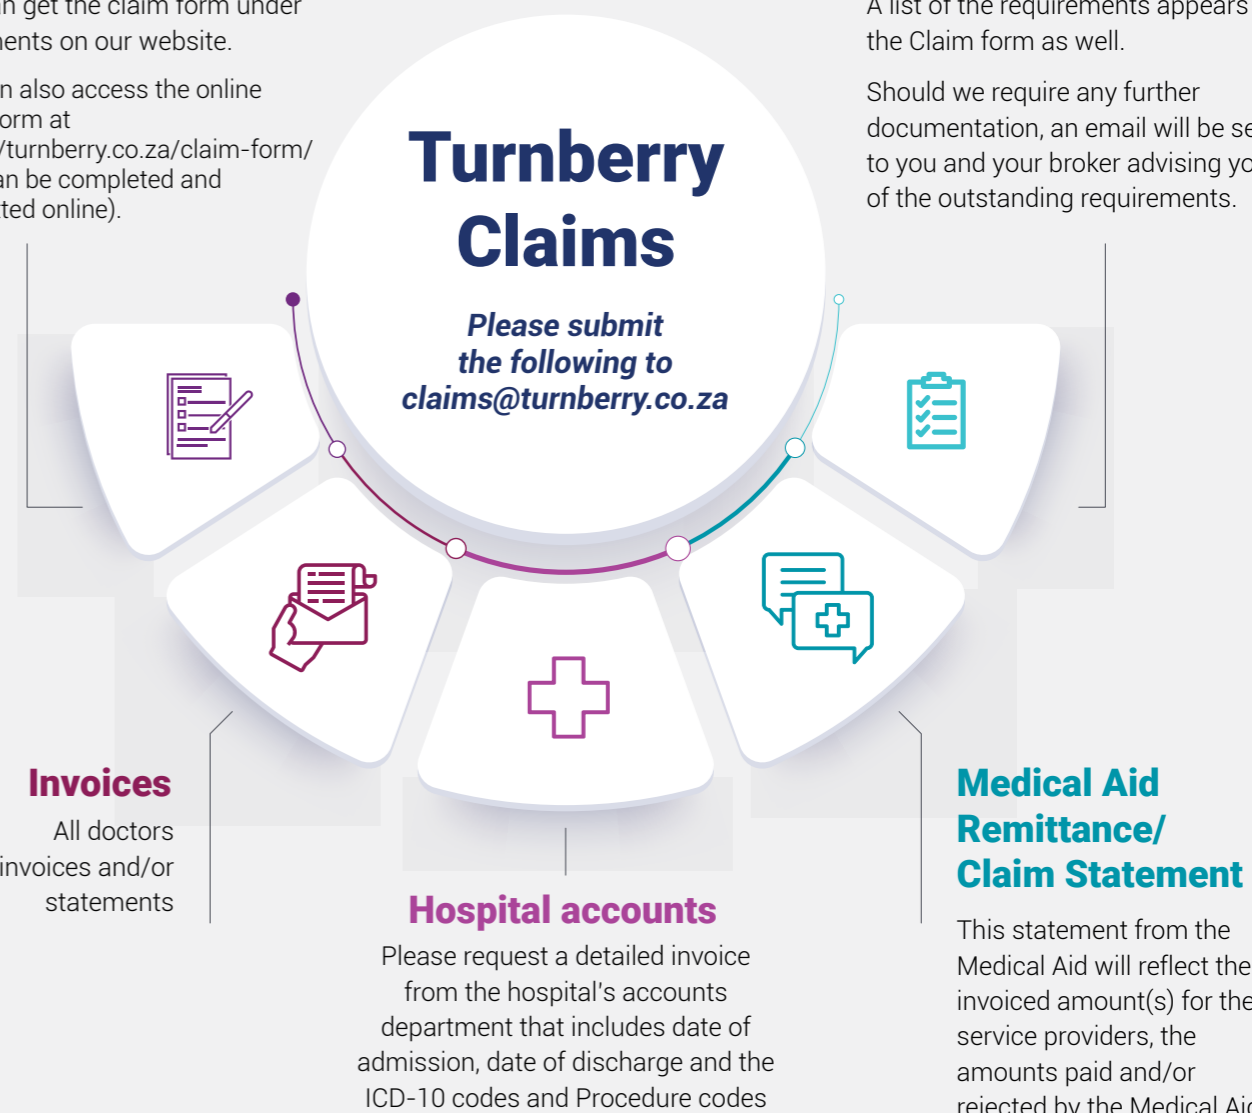 an get the claim form under
ments on our website.
n also access the online
orm at
/turnberry.co.za/claim-form/
an be completed and
ted online).
Turnberry
Claims
Please submit
the following to
claims@turnberry.co.za
A list of the requirements appears
the Claim form as well.
Should we require any further
documentation, an email will be se
to you and your broker advising yo
of the outstanding requirements.
Invoices
All doctors
invoices and/or
statements
Hospital accounts
Please request a detailed invoice
from the hospital's accounts
department that includes date of
admission, date of discharge and the
ICD-10 codes and Procedure codes
Medical Aid
Remittance/
Claim Statement
This statement from the
Medical Aid will reflect the
invoiced amount(s) for the
service providers, the
amounts paid and/or
rejected by the Medical Aid